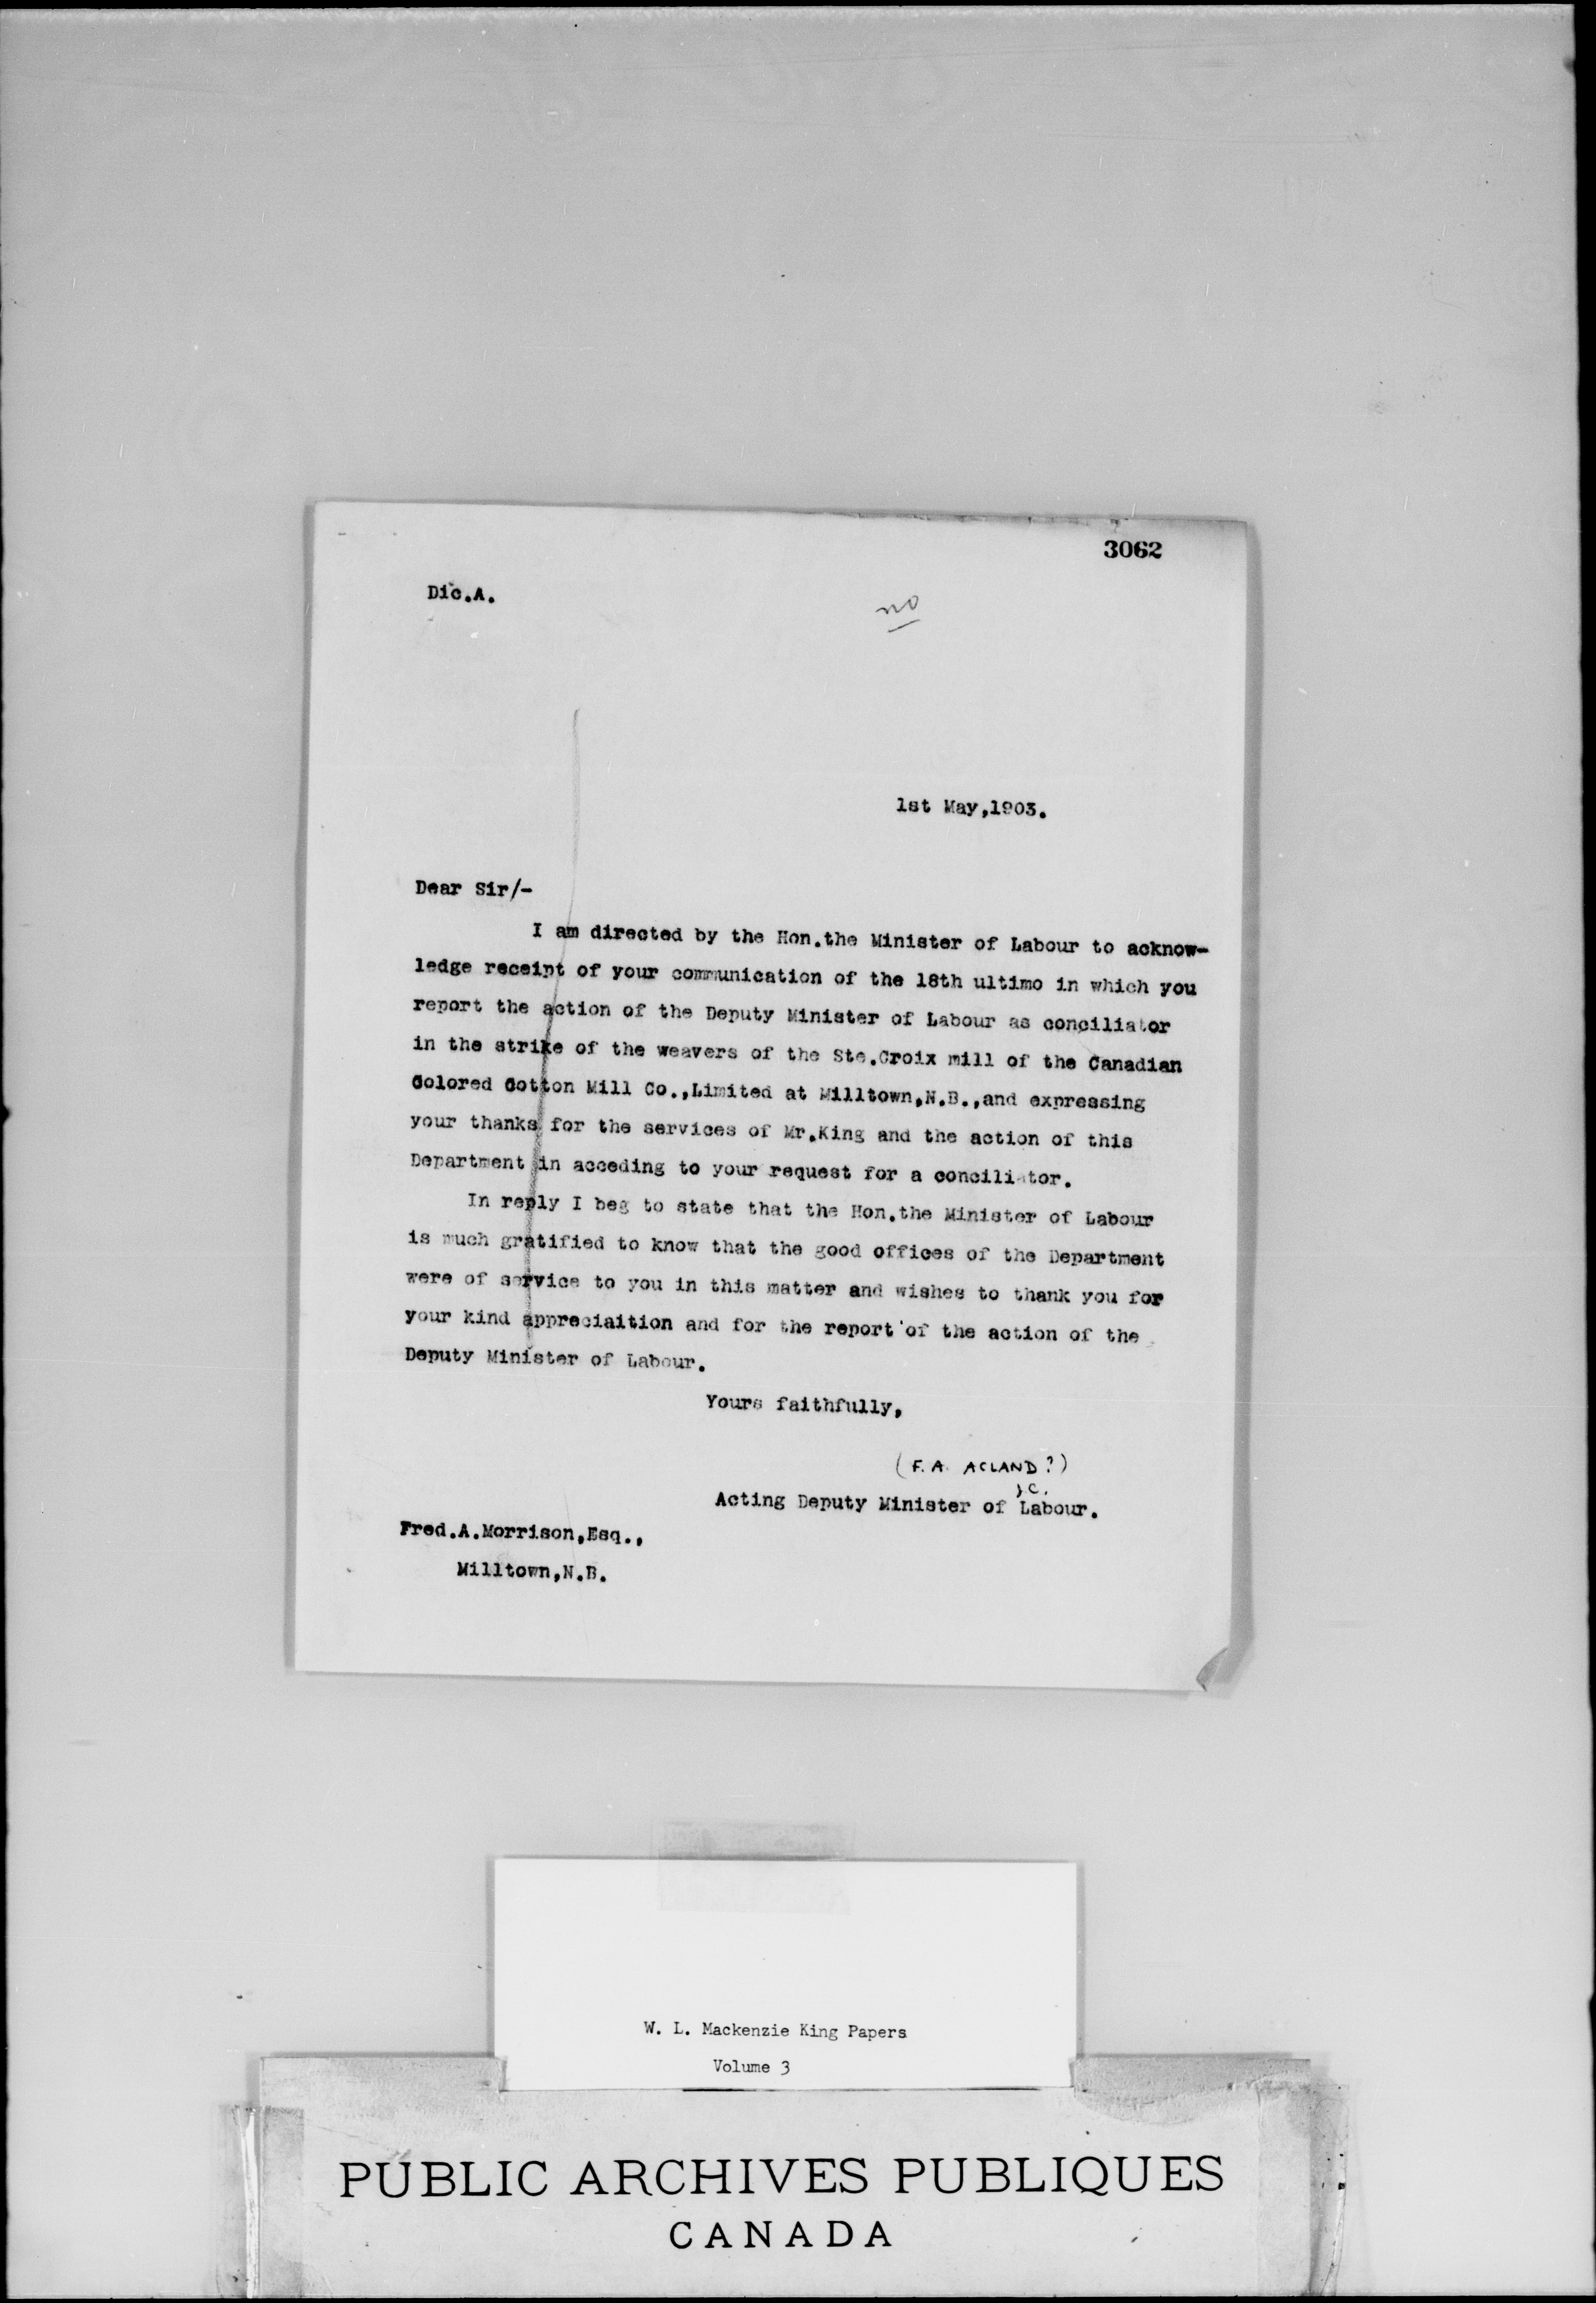 3062
Dic.A.
no
1st May,1903.
Dear Sir/-
I am directed by the Hon.the Minister of Labour to acknow-
ledge receipt of your communication of the 18th ultimo in which you
report the action of the Deputy Minister of Labour as conciliator
in the strike of the weavers of the Ste.Croix mill of the Canadian
Colored Cotton Mill Co.,Limited at Milltown,N.B.,and expressing
your thanks for the services of Mr.King and the action of this
Department in acceding to your request for a conciliator.
In reply I beg to state that the Hon.the Minister of Labour
is much gratified to know that the good offices of the Department
were of service to you in this matter and wishes to thank you for
your kind appreciaition and for the report of the action of the
Deputy Minister of Labour.
Yours faithfully,
(F.A. ACLAND?)
J.C.
Acting Deputy Minister of Labour.
Fred.A.Morrison,Esq.,
Milltown,N.B.
W. L. Mackenzie King Papers
Volume 3
PUBLIC ARCHIVES PUBLIQUES
CANADA